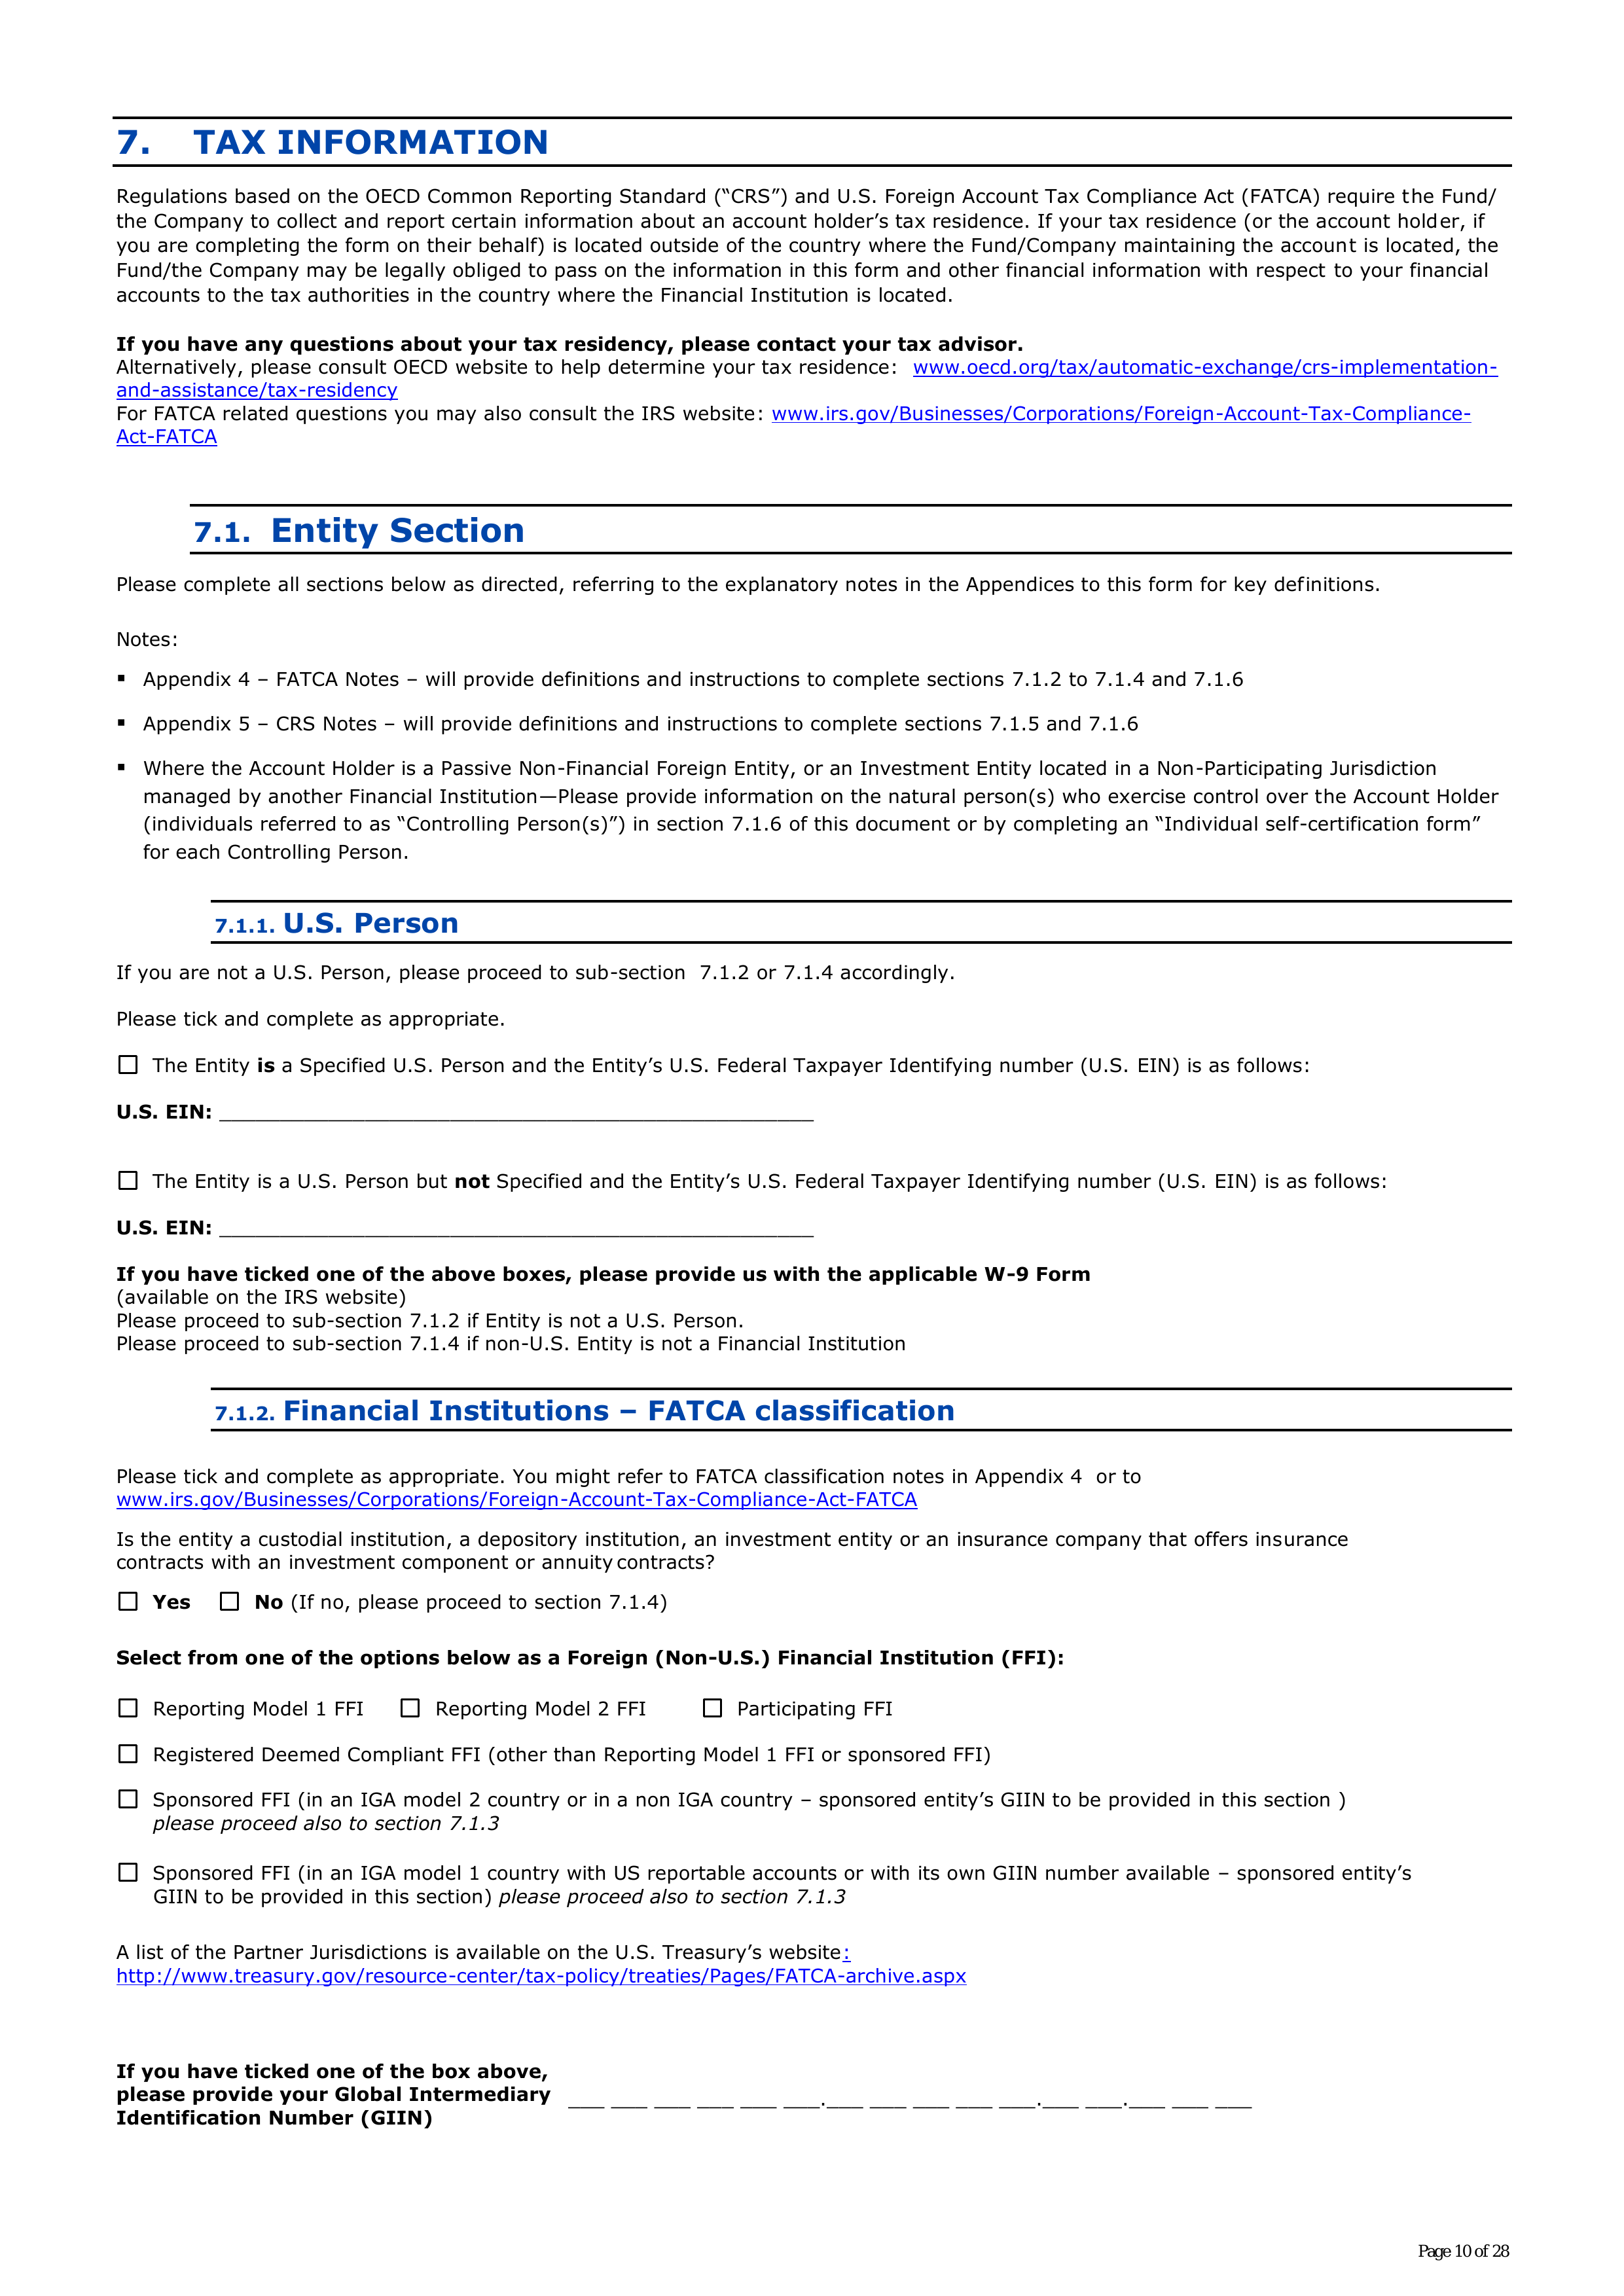 7. TAX INFORMATION
Regulations based on the OECD Common Reporting Standard (“CRS”) and U.S. Foreign Account Tax Compliance Act (FATCA) require the Fund/
the Company to collect and report certain information about an account holder’s tax residence. If your tax residence (or the account holder, if
you are completing the form on their behalf) is located outside of the country where the Fund/Company maintaining the account is located, the
Fund/the Company may be legally obliged to pass on the information in this form and other financial information with respect to your financial
accounts to the tax authorities in the country where the Financial Institution is located.
If you have any questions about your tax residency, please contact your tax advisor.
Alternatively, please consult OECD website to help determine your tax residence: www.oecd.org/tax/automatic-exchange/crs-implementation-
and-assistance/tax-residency
For FATCA related questions you may also consult the IRS website: www.irs.gov/Businesses/Corporations/Foreign-Account-Tax-Compliance-
Act-FATCA
7.1. Entity Section
Please complete all sections below as directed, referring to the explanatory notes in the Appendices to this form for key definitions.
Notes:
▪ Appendix 4 – FATCA Notes – will provide definitions and instructions to complete sections 7.1.2 to 7.1.4 and 7.1.6
▪ Appendix 5 – CRS Notes – will provide definitions and instructions to complete sections 7.1.5 and 7.1.6
▪ Where the Account Holder is a Passive Non-Financial Foreign Entity, or an Investment Entity located in a Non-Participating Jurisdiction
managed by another Financial Institution—Please provide information on the natural person(s) who exercise control over the Account Holder
(individuals referred to as “Controlling Person(s)”) in section 7.1.6 of this document or by completing an “Individual self-certification form”
for each Controlling Person.
7.1.1. U.S. Person
If you are not a U.S. Person, please proceed to sub-section 7.1.2 or 7.1.4 accordingly.
Please tick and complete as appropriate.
☐ The Entity is a Specified U.S. Person and the Entity’s U.S. Federal Taxpayer Identifying number (U.S. EIN) is as follows:
U.S. EIN: ___________________________________________________
☐ The Entity is a U.S. Person but not Specified and the Entity’s U.S. Federal Taxpayer Identifying number (U.S. EIN) is as follows:
U.S. EIN: ___________________________________________________
If you have ticked one of the above boxes, please provide us with the applicable W-9 Form
(available on the IRS website)
Please proceed to sub-section 7.1.2 if Entity is not a U.S. Person.
Please proceed to sub-section 7.1.4 if non-U.S. Entity is not a Financial Institution
7.1.2. Financial Institutions – FATCA classification
Please tick and complete as appropriate. You might refer to FATCA classification notes in Appendix 4 or to
www.irs.gov/Businesses/Corporations/Foreign-Account-Tax-Compliance-Act-FATCA
Is the entity a custodial institution, a depository institution, an investment entity or an insurance company that offers insurance
contracts with an investment component or annuity contracts?
☐ Yes ☐ No (If no, please proceed to section 7.1.4)
Select from one of the options below as a Foreign (Non-U.S.) Financial Institution (FFI):
☐ Reporting Model 1 FFI ☐ Reporting Model 2 FFI ☐ Participating FFI
☐ Registered Deemed Compliant FFI (other than Reporting Model 1 FFI or sponsored FFI)
☐ Sponsored FFI (in an IGA model 2 country or in a non IGA country – sponsored entity’s GIIN to be provided in this section )
please proceed also to section 7.1.3
☐ Sponsored FFI (in an IGA model 1 country with US reportable accounts or with its own GIIN number available – sponsored entity’s
GIIN to be provided in this section) please proceed also to section 7.1.3
A list of the Partner Jurisdictions is available on the U.S. Treasury’s website:
http://www.treasury.gov/resource-center/tax-policy/treaties/Pages/FATCA-archive.aspx
If you have ticked one of the box above,
please provide your Global Intermediary ___ ___ ___ ___ ___ ___.___ ___ ___ ___ ___.___ ___.___ ___ ___
Identification Number (GIIN)
Page 10 of 28